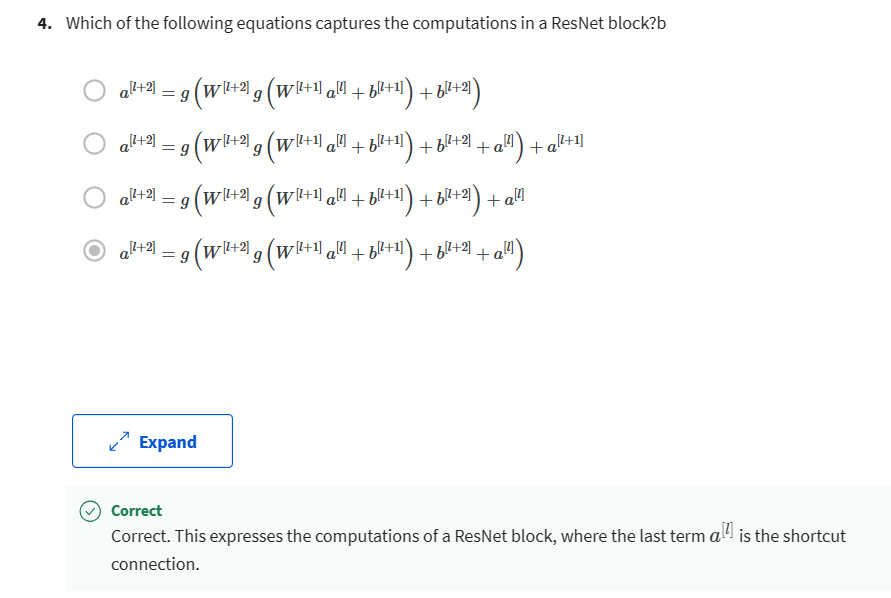 4. Which of the following equations captures the computations in a ResNet block?b
a^{[l+2]} = g(W^{[l+2]} g(W^{[l+1]} a^{[l]} + b^{[l+1]}) + b^{[l+2]})
a^{[l+2]} = g(W^{[l+2]} g(W^{[l+1]} a^{[l]} + b^{[l+1]}) + b^{[l+2]} + a^{[l]}) + a^{[l+1]}
a^{[l+2]} = g(W^{[l+2]} g(W^{[l+1]} a^{[l]} + b^{[l+1]}) + b^{[l+2]}) + a^{[l]}
a^{[l+2]} = g(W^{[l+2]} g(W^{[l+1]} a^{[l]} + b^{[l+1]}) + b^{[l+2]} + a^{[l]})
Expand
Correct
Correct. This expresses the computations of a ResNet block, where the last term a^{[l]} is the shortcut
connection.